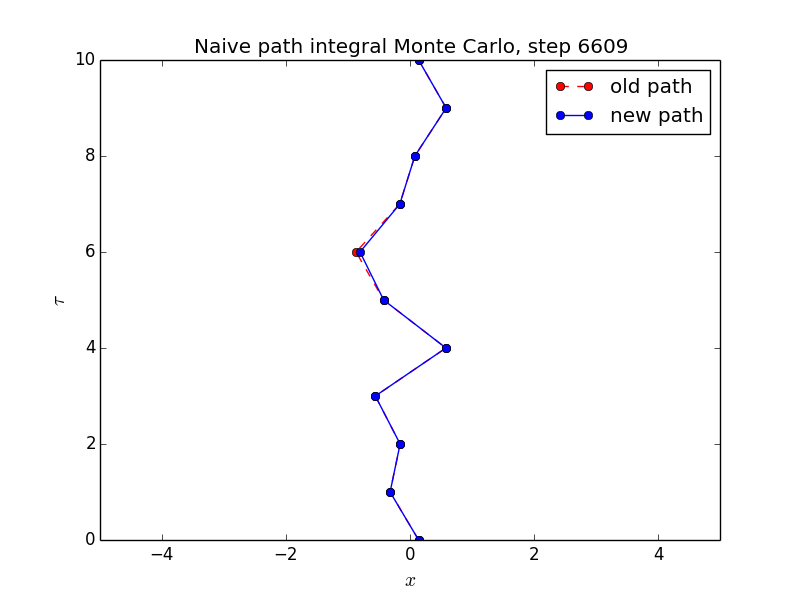 Naive path integral Monte Carlo, step 6609
old path
new path
10
8
6
4
2
0
τ
−4
−2
0
2
4
x